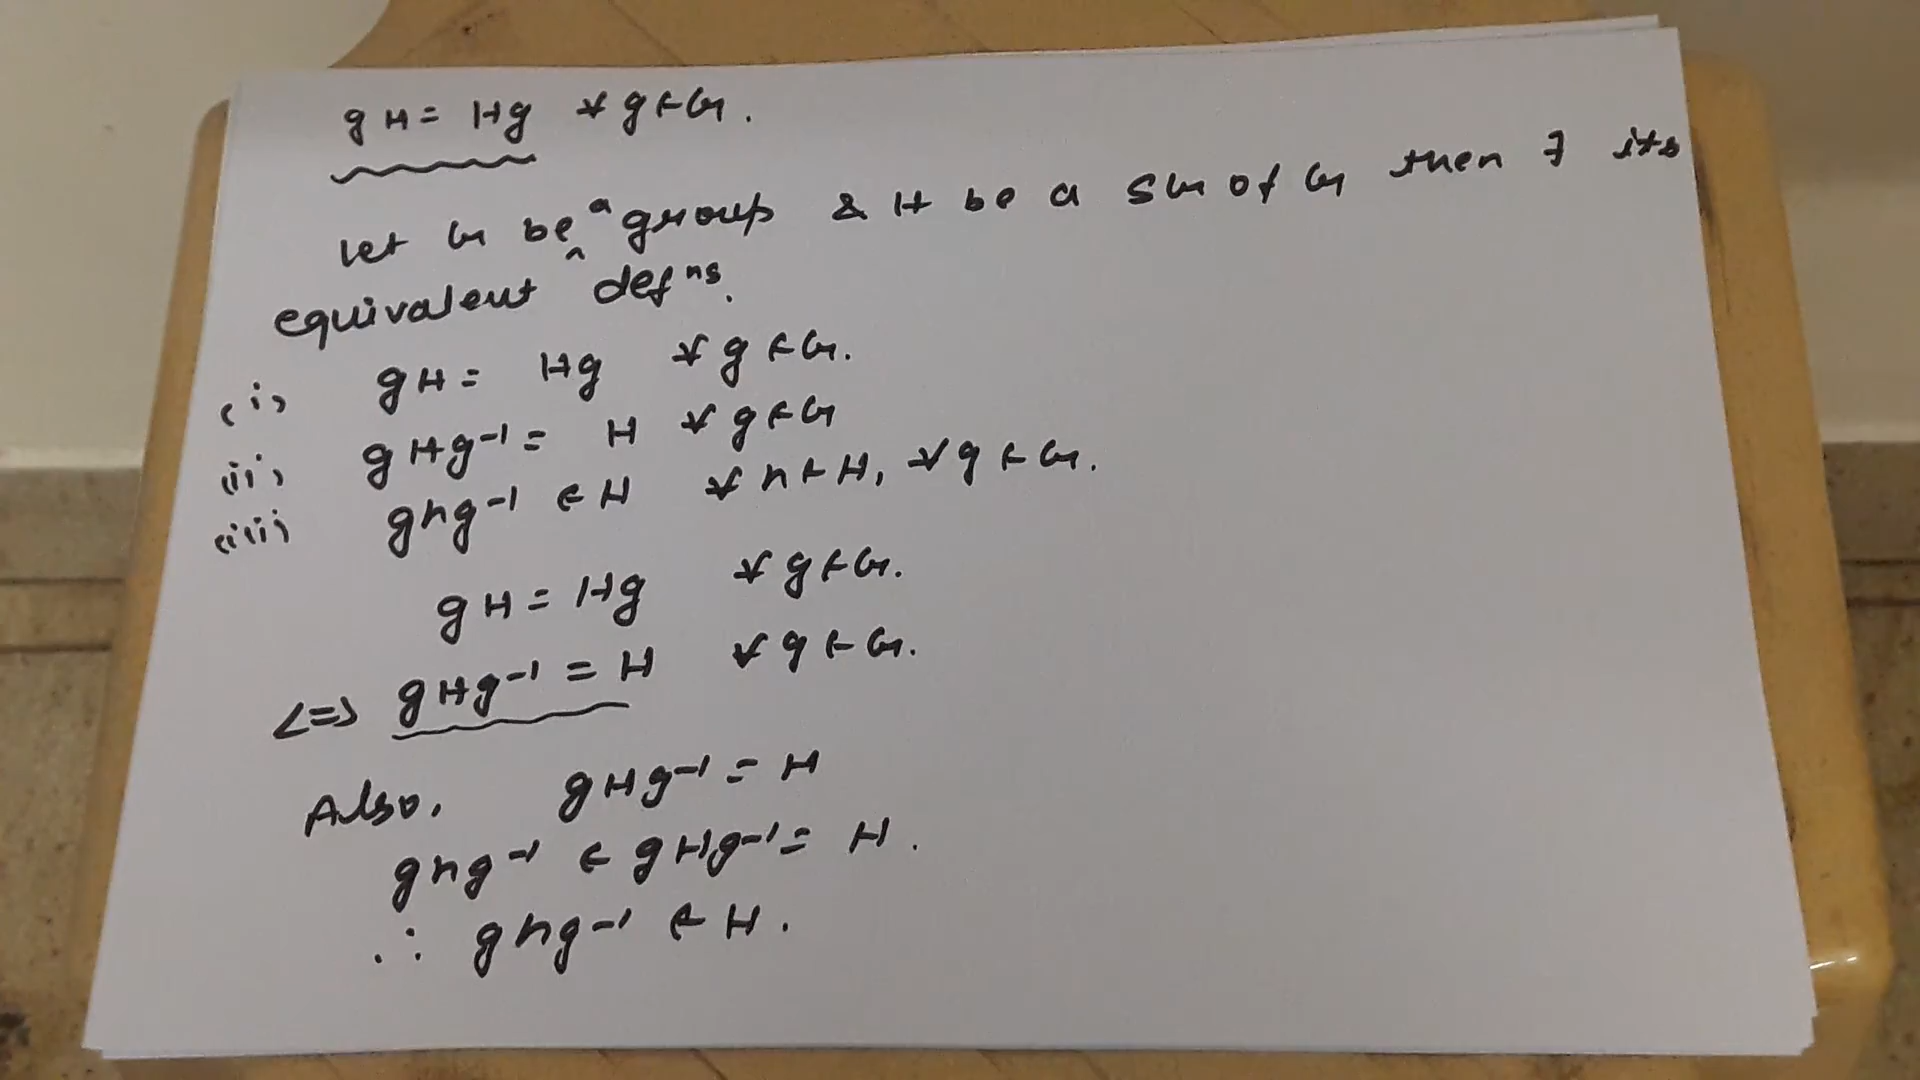 gH = Hg ∀ g ∈ G.
Let G be a group & H be a SG of G then ∃ its
equivalent defns.
(i) gH = Hg ∀ g ∈ G.
(ii) gHg⁻¹ = H ∀ g ∈ G
(iii) ghg⁻¹ ∈ H ∀ h ∈ H, ∀ g ∈ G.
gH = Hg ∀ g ∈ G.
<=> gHg⁻¹ = H ∀ g ∈ G.
Also, gHg⁻¹ = H
ghg⁻¹ ∈ gHg⁻¹ = H.
∴ ghg⁻¹ ∈ H.